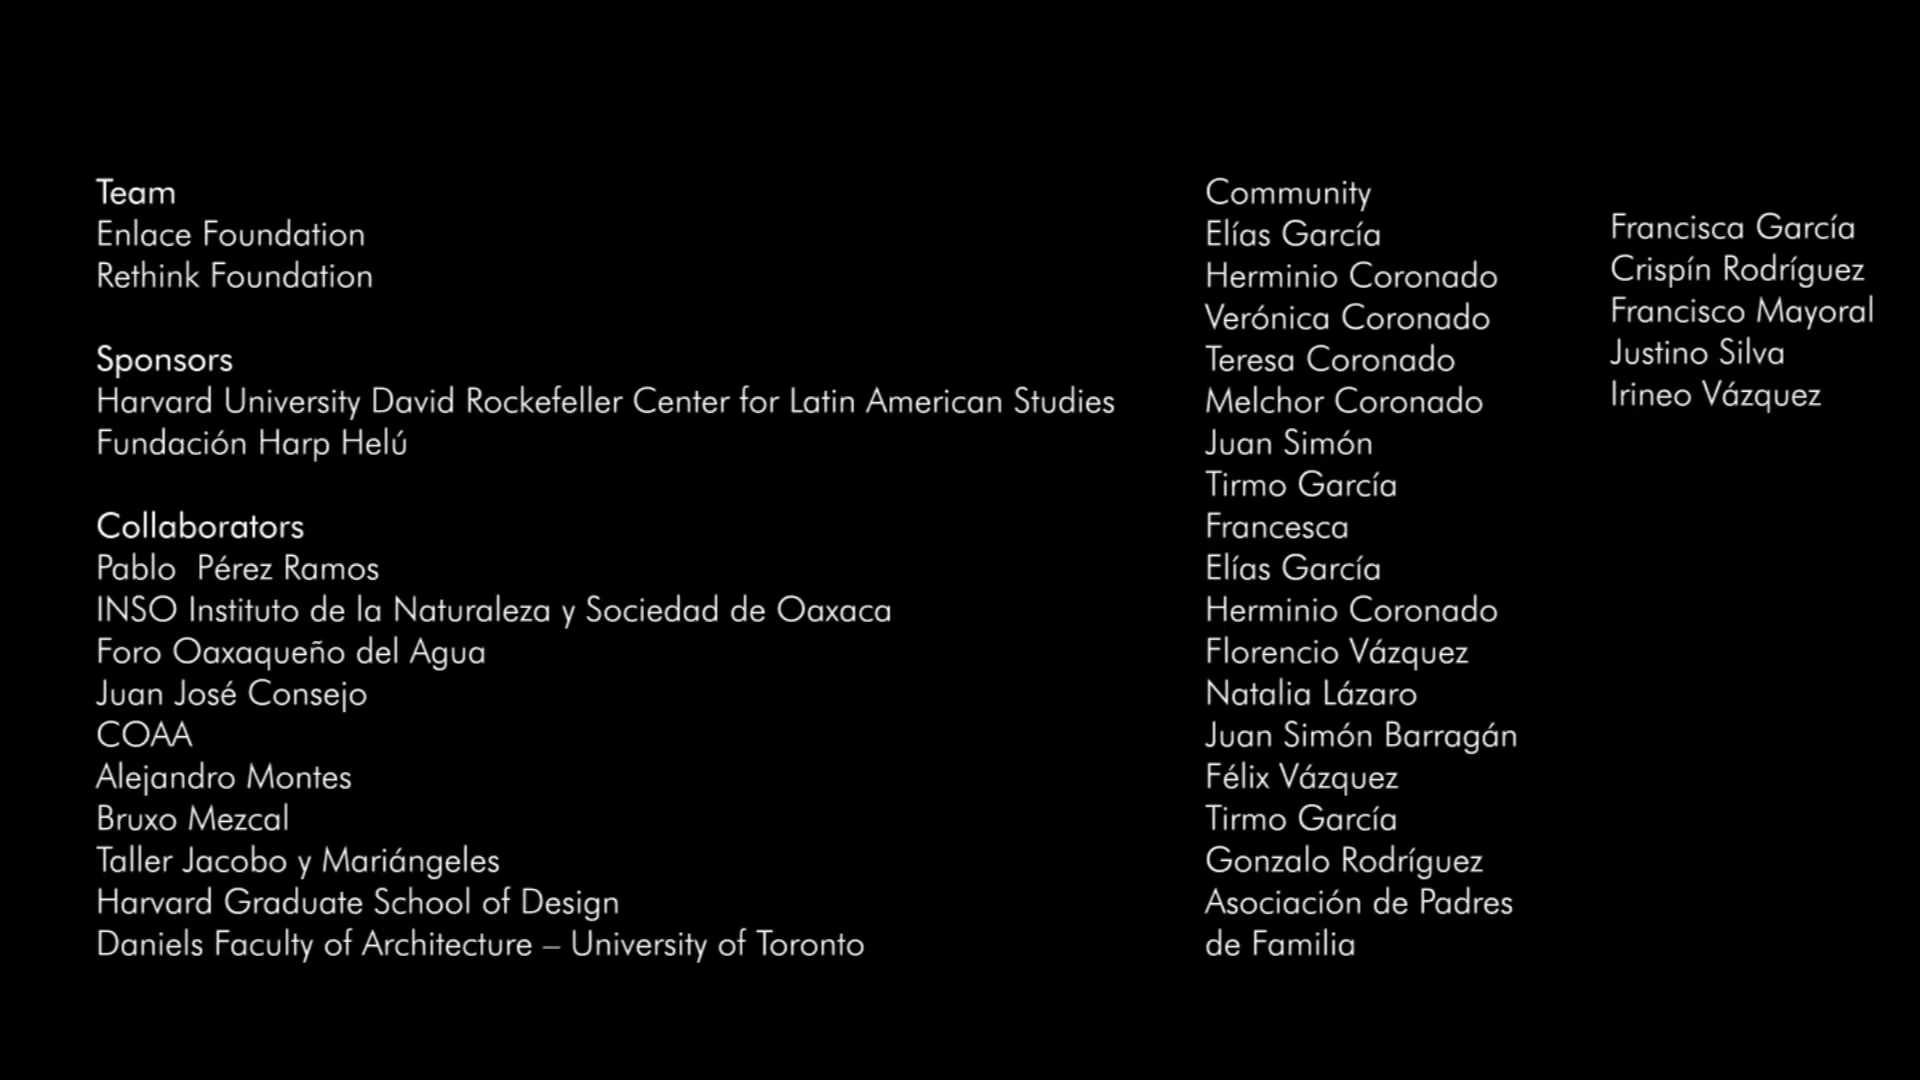 Team
Enlace Foundation
Rethink Foundation
Sponsors
Harvard University David Rockefeller Center for Latin American Studies
Fundación Harp Helú
Collaborators
Pablo  Pérez Ramos
INSO Instituto de la Naturaleza y Sociedad de Oaxaca
Foro Oaxaqueño del Agua
Juan José Consejo
COAA
Alejandro Montes
Bruxo Mezcal
Taller Jacobo y Mariángeles
Harvard Graduate School of Design
Daniels Faculty of Architecture – University of Toronto
Community
Elías García
Herminio Coronado
Verónica Coronado
Teresa Coronado
Melchor Coronado
Juan Simón
Tirmo García
Francesca
Elías García
Herminio Coronado
Florencio Vázquez
Natalia Lázaro
Juan Simón Barragán
Félix Vázquez
Tirmo García
Gonzalo Rodríguez
Asociación de Padres
de Familia
Francisca García
Crispín Rodríguez
Francisco Mayoral
Justino Silva
Irineo Vázquez